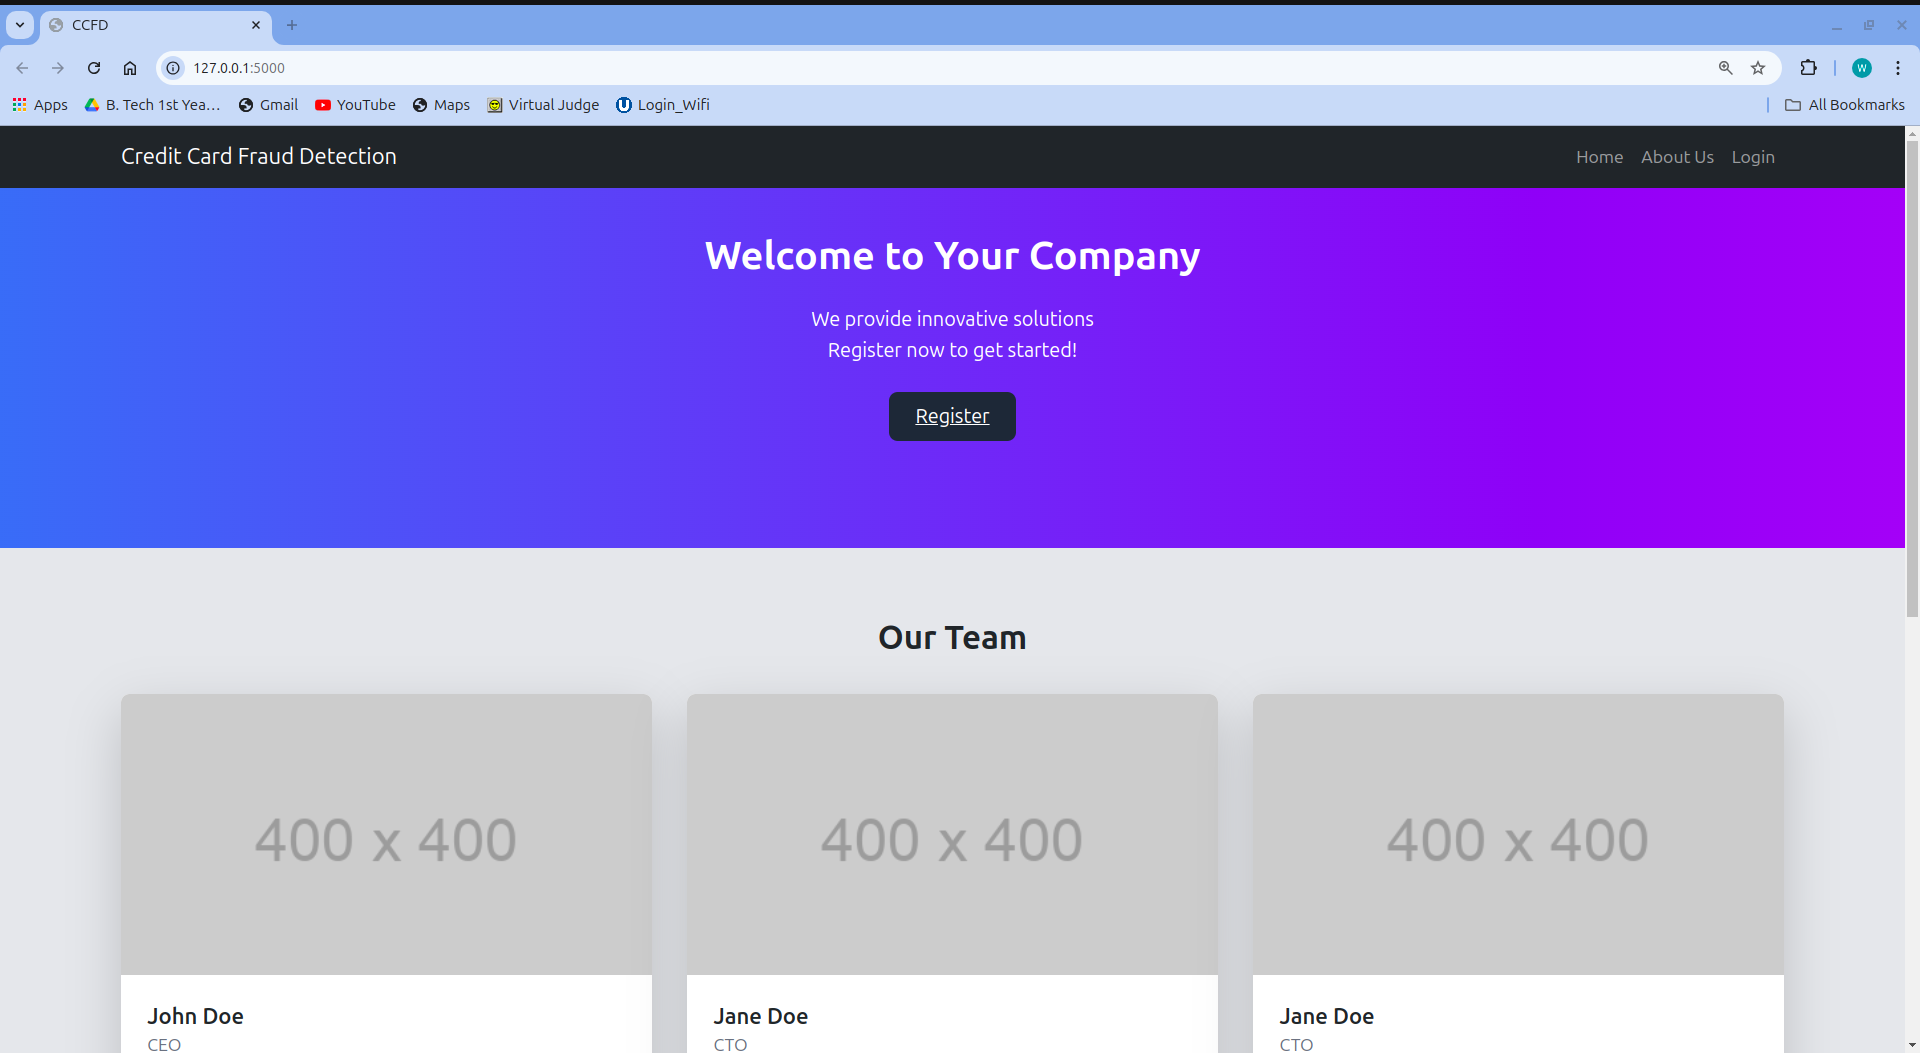 CCFD
127.0.0.1:5000
W
Apps
B. Tech 1st Yea…
Gmail
YouTube
Maps
Virtual Judge
Login_Wifi
All Bookmarks
Credit Card Fraud Detection
Home
About Us
Login
Welcome to Your Company
We provide innovative solutions
Register now to get started!
Register
Our Team
400 x 400
400 x 400
400 x 400
John Doe
CEO
Jane Doe
CTO
Jane Doe
CTO